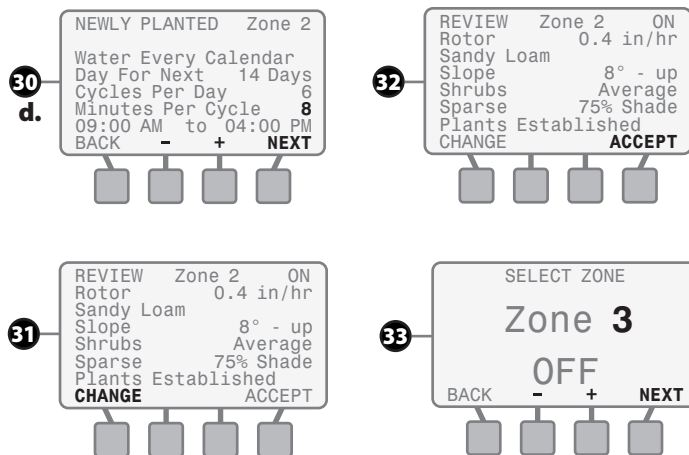 30
d.
NEWLY PLANTED Zone 2
Water Every Calendar
Day For Next 14 Days
Cycles Per Day 6
Minutes Per Cycle 8
09:00 AM to 04:00 PM
BACK - + NEXT
31
REVIEW Zone 2 ON
Rotor 0.4 in/hr
Sandy Loam
Slope 8° - up
Shrubs Average
Sparse 75% Shade
Plants Established
CHANGE ACCEPT
32
REVIEW Zone 2 ON
Rotor 0.4 in/hr
Sandy Loam
Slope 8° - up
Shrubs Average
Sparse 75% Shade
Plants Established
CHANGE ACCEPT
33
SELECT ZONE
Zone 3
OFF
BACK - + NEXT